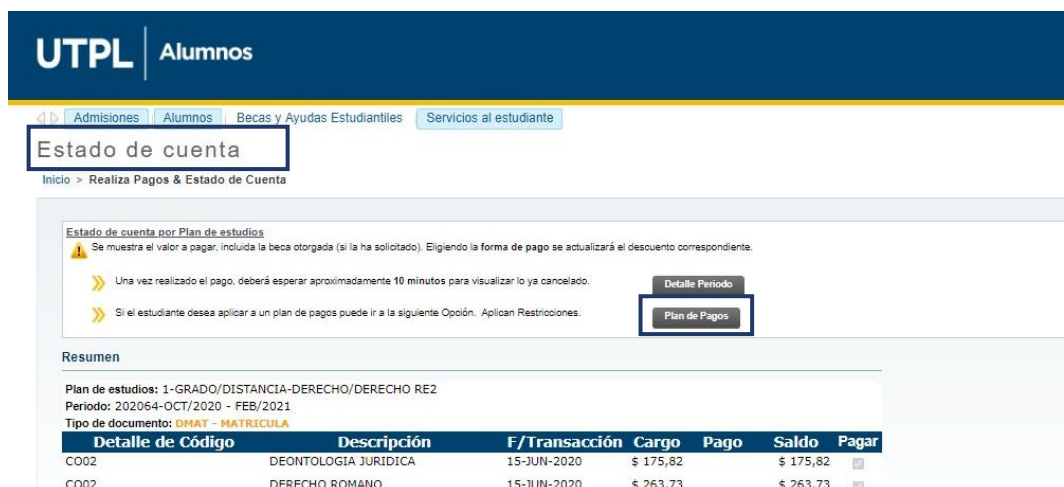 UTPL Alumnos
Admisiones Alumnos Becas y Ayudas Estudiantiles Servicios al estudiante
Estado de cuenta
Inicio > Realiza Pagos & Estado de Cuenta
Estado de cuenta por Plan de estudios
Se muestra el valor a pagar, incluida la beca otorgada (si la ha solicitado). Eligiendo la forma de pago se actualizará el descuento correspondiente.
Una vez realizado el pago, deberá esperar aproximadamente 10 minutos para visualizar lo ya cancelado. Detalle Periodo
Si el estudiante desea aplicar a un plan de pagos puede ir a la siguiente Opción. Aplican Restricciones. Plan de Pagos
Resumen
Plan de estudios: 1-GRADO/DISTANCIA-DERECHO/DERECHO RE2
Periodo: 202064-OCT/2020 - FEB/2021
Tipo de documento: DMAT - MATRICULA
Detalle de Código Descripción F/Transacción Cargo Pago Saldo Pagar
CO02 DEONTOLOGIA JURIDICA 15-JUN-2020 $ 175,82 $ 175,82
CO02 DERECHO ROMANO 15-JUN-2020 $ 263,73 $ 263,73